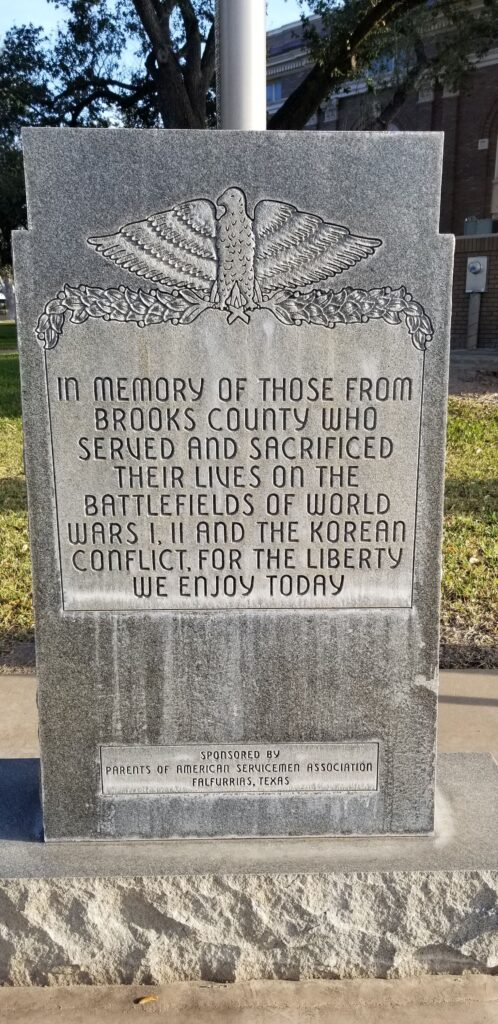 IN MEMORY OF THOSE FROM
BROOKS COUNTY WHO
SERVED AND SACRIFICED
THEIR LIVES ON THE
BATTLEFIELDS OF WORLD
WARS I, II AND THE KOREAN
CONFLICT, FOR THE LIBERTY
WE ENJOY TODAY
SPONSORED BY
PARENTS OF AMERICAN SERVICEMEN ASSOCIATION
FALFURRIAS, TEXAS